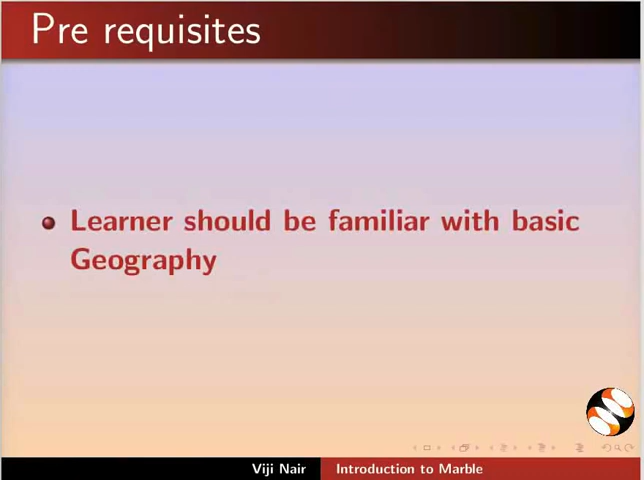 Pre requisites
Learner should be familiar with basic
Geography
Viji Nair
Introduction to Marble